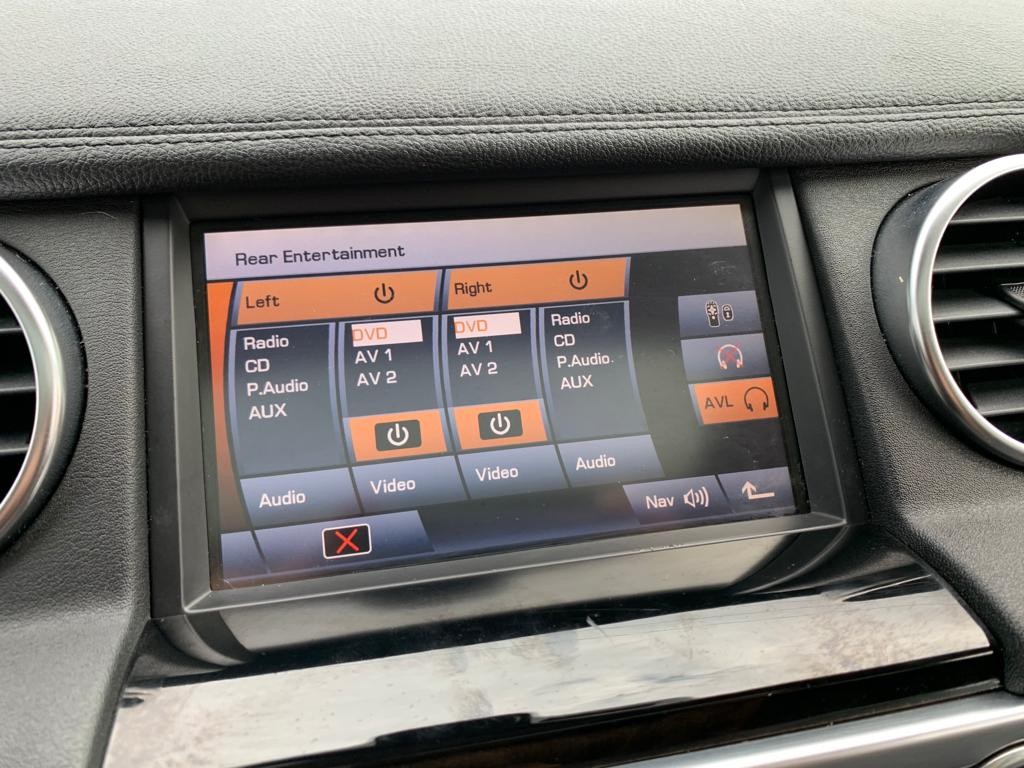 Rear Entertainment
Left
Right
Radio
CD
P.Audio
AUX
DVD
AV 1
AV 2
DVD
AV 1
AV 2
Radio
CD
P.Audio
AUX
AVL
Audio
Video
Video
Audio
Nav